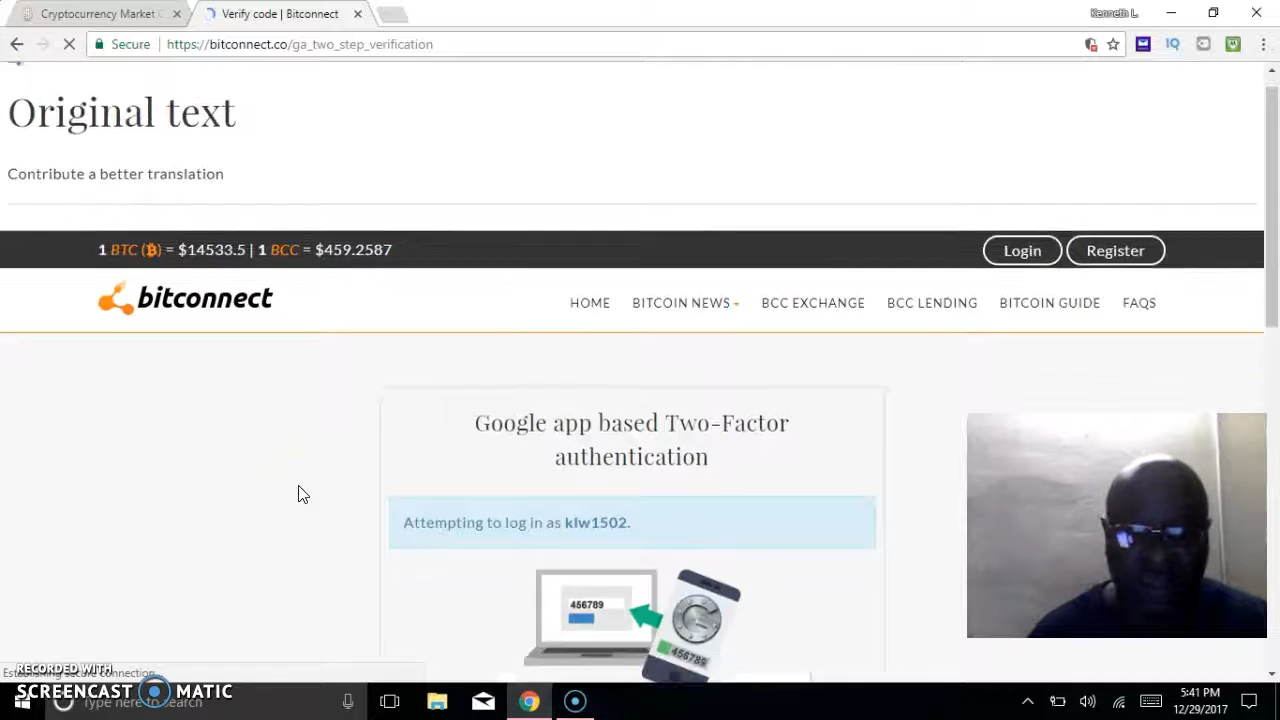 Cryptocurrency Market C
Verify code | Bitconnect
Kenneth L.
Secure
https://bitconnect.co/ga_two_step_verification
Original text
Contribute a better translation
1 BTC (₿) = $14533.5 | 1 BCC = $459.2587
Login
Register
bitconnect
HOME
BITCOIN NEWS
BCC EXCHANGE
BCC LENDING
BITCOIN GUIDE
FAQS
Google app based Two-Factor
authentication
Attempting to log in as klw1502.
456789
456789
Establishing secure connection...
RECORDED WITH
SCREENCAST MATIC
Type here to search
5:41 PM
12/29/2017